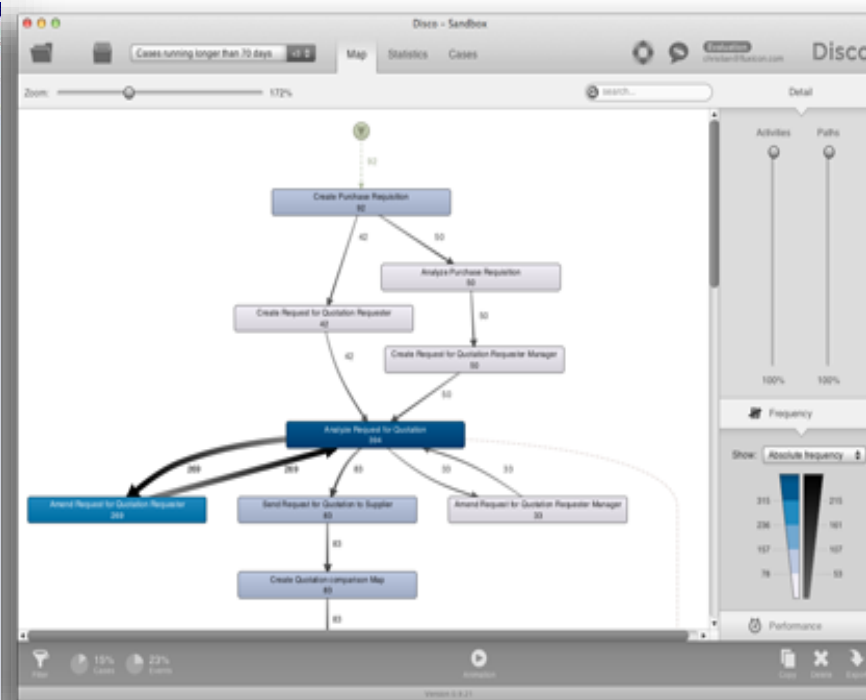 Disco - Sandbox
Cases running longer than 70 days
Map
Statistics
Cases
Evaluation
Disco
Zoom:
172%
search...
Detail
Activities
Paths
92
Create Purchase Requisition
92
42
50
Analyze Purchase Requisition
50
Create Request for Quotation Requester
42
50
Create Request for Quotation Requester Manager
50
42
50
100%
100%
Frequency
Analyze Request for Quotation
394
Show:
Absolute frequency
269
269
83
33
33
Amend Request for Quotation Requester
269
Send Request for Quotation to Supplier
83
Amend Request for Quotation Requester Manager
33
315
215
236
161
83
157
107
Create Quotation comparison Map
83
78
53
83
Performance
Filter
15%
Cases
23%
Events
Animation
Copy
Delete